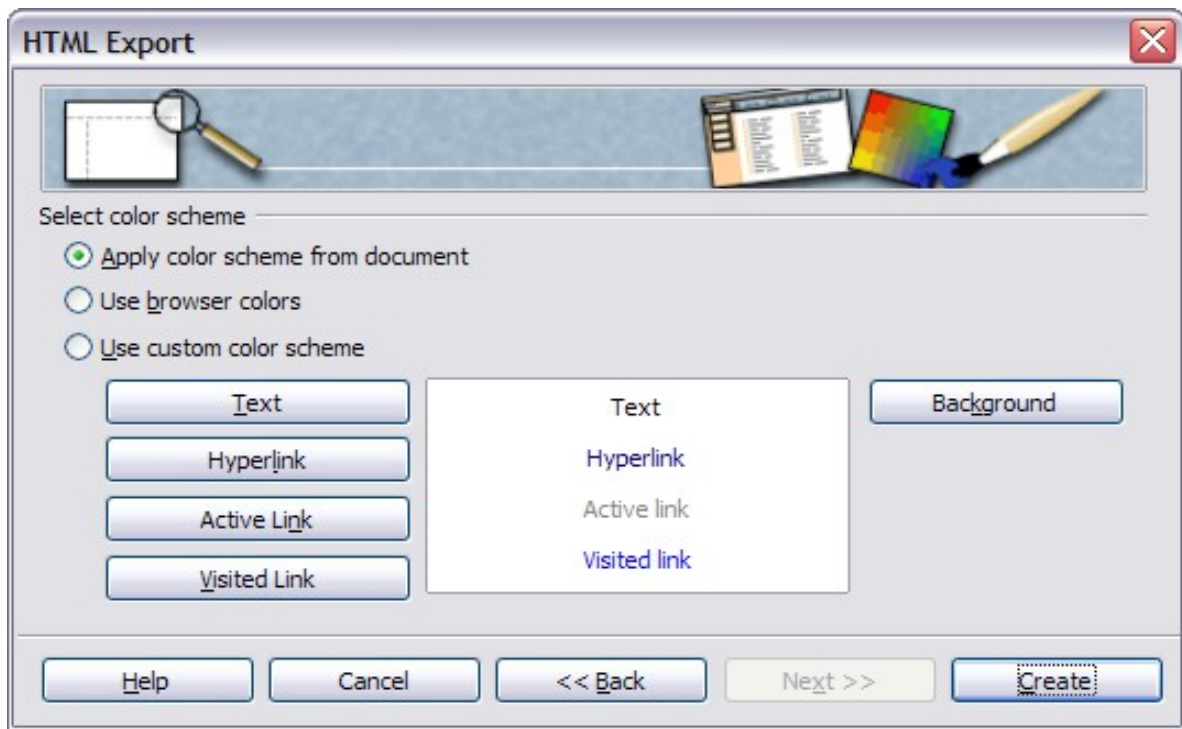 HTML Export
Select color scheme
Apply color scheme from document
Use browser colors
Use custom color scheme
Text Text Background
Hyperlink Hyperlink
Active Link Active link
Visited Link Visited link
Help Cancel << Back Next >> Create